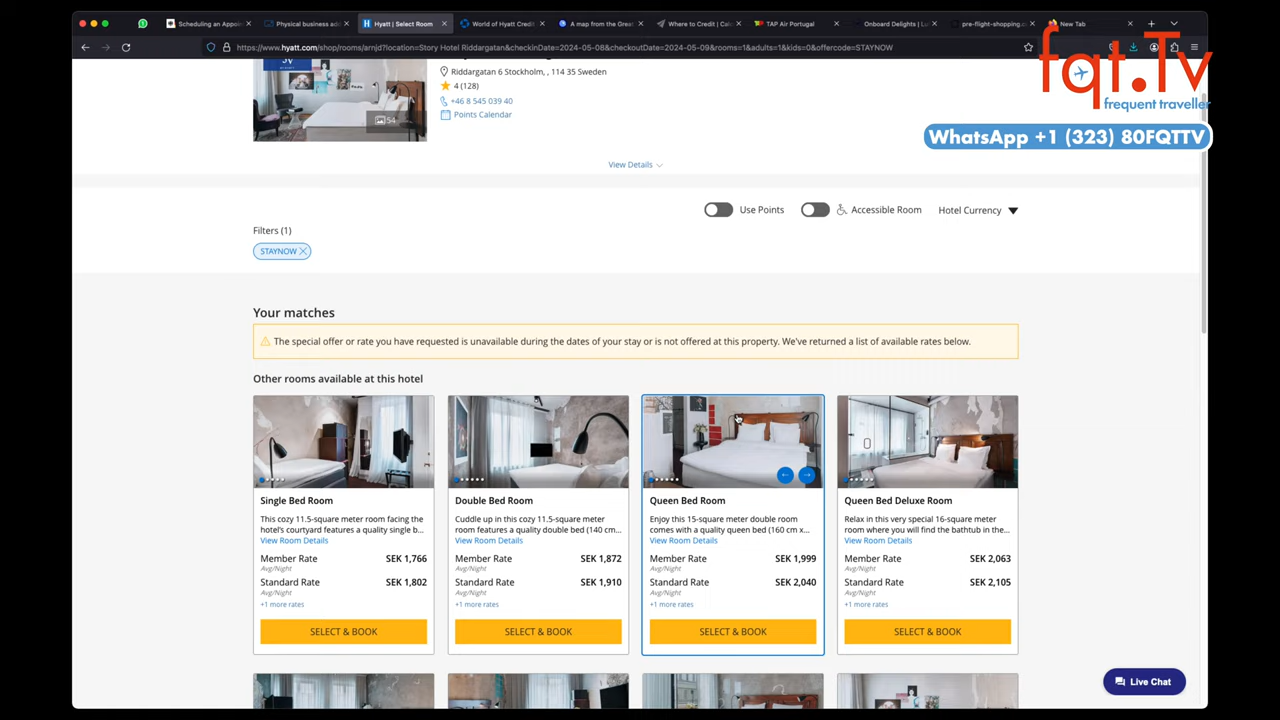 Scheduling an Appoi
Physical business ad
Hyatt | Select Room
World of Hyatt Credit
A map from the Great
Where to Credit | Calc
TAP Air Portugal
Onboard Delights | Lu
pre-flight-shopping.c
New Tab
https://www.hyatt.com/shop/rooms/arnjd?location=Story Hotel Riddargatan&checkinDate=2024-05-08&checkoutDate=2024-05-09&rooms=1&adults=1&kids=0&offercode=STAYNOW
fqt.Tv
frequent traveller
WhatsApp +1 (323) 80FQTTV
54
Riddargatan 6 Stockholm, , 114 35 Sweden
4 (128)
+46 8 545 039 40
Points Calendar
View Details
Use Points
Accessible Room
Hotel Currency
Filters (1)
STAYNOW
Your matches
The special offer or rate you have requested is unavailable during the dates of your stay or is not offered at this property. We've returned a list of available rates below.
Other rooms available at this hotel
Single Bed Room
This cozy 11.5-square meter room facing the
hotel's courtyard features a quality single b...
View Room Details
Member Rate SEK 1,766
Avg/Night
Standard Rate SEK 1,802
Avg/Night
+1 more rates
SELECT & BOOK
Double Bed Room
Cuddle up in this cozy 11,5-square meter
room features a quality double bed (140 cm...
View Room Details
Member Rate SEK 1,872
Avg/Night
Standard Rate SEK 1,910
Avg/Night
+1 more rates
SELECT & BOOK
Queen Bed Room
Enjoy this 15-square meter double room
comes with a quality queen bed (160 cm x...
View Room Details
Member Rate SEK 1,999
Avg/Night
Standard Rate SEK 2,040
Avg/Night
+1 more rates
SELECT & BOOK
Queen Bed Deluxe Room
Relax in this very special 16-square meter
room where you will find the bathtub in the...
View Room Details
Member Rate SEK 2,063
Avg/Night
Standard Rate SEK 2,105
Avg/Night
+1 more rates
SELECT & BOOK
Live Chat